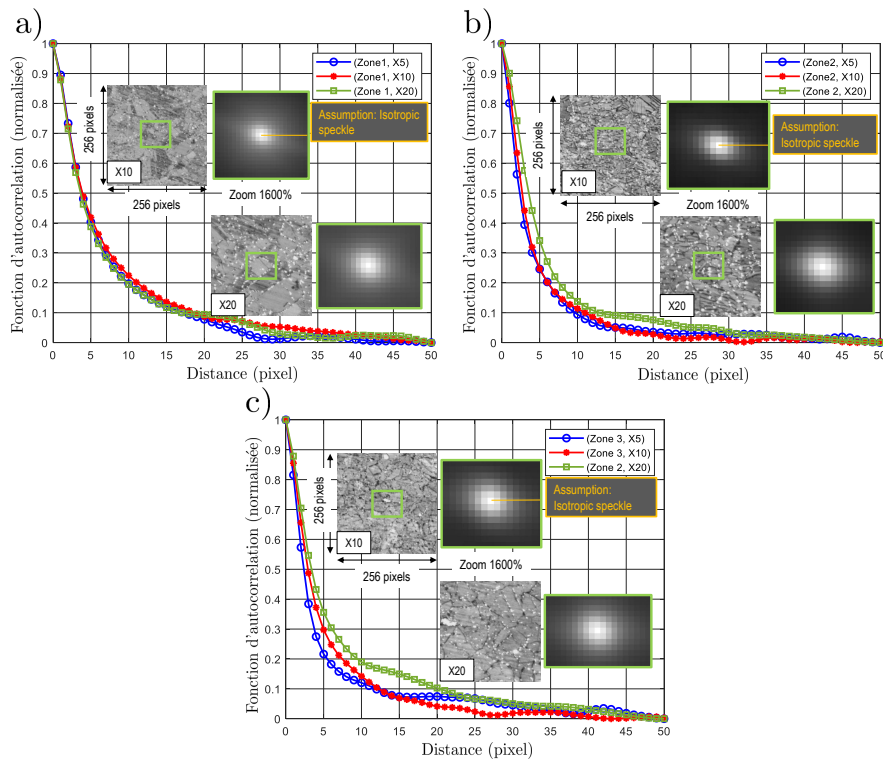 a)
Fonction d'autocorrelation (normalisée)
1
0.9
0.8
0.7
0.6
0.5
0.4
0.3
0.2
0.1
0
0 5 10 15 20 25 30 35 40 45 50
Distance (pixel)
(Zone1, X5)
(Zone1, X10)
(Zone 1, X20)
256 pixels
X10
256 pixels
Assumption: Isotropic
speckle
Zoom 1600%
X20
b)
Fonction d'autocorrelation (normalisée)
1
0.9
0.8
0.7
0.6
0.5
0.4
0.3
0.2
0.1
0
0 5 10 15 20 25 30 35 40 45 50
Distance (pixel)
(Zone2, X5)
(Zone2, X10)
(Zone 2, X20)
256 pixels
X10
256 pixels
Assumption:
Isotropic speckle
Zoom 1600%
X20
c)
Fonction d'autocorrelation (normalisée)
1
0.9
0.8
0.7
0.6
0.5
0.4
0.3
0.2
0.1
0
0 5 10 15 20 25 30 35 40 45 50
Distance (pixel)
(Zone 3, X5)
(Zone 3, X10)
(Zone 2, X20)
256 pixels
X10
256 pixels
Assumption:
Isotropic speckle
Zoom 1600%
X20